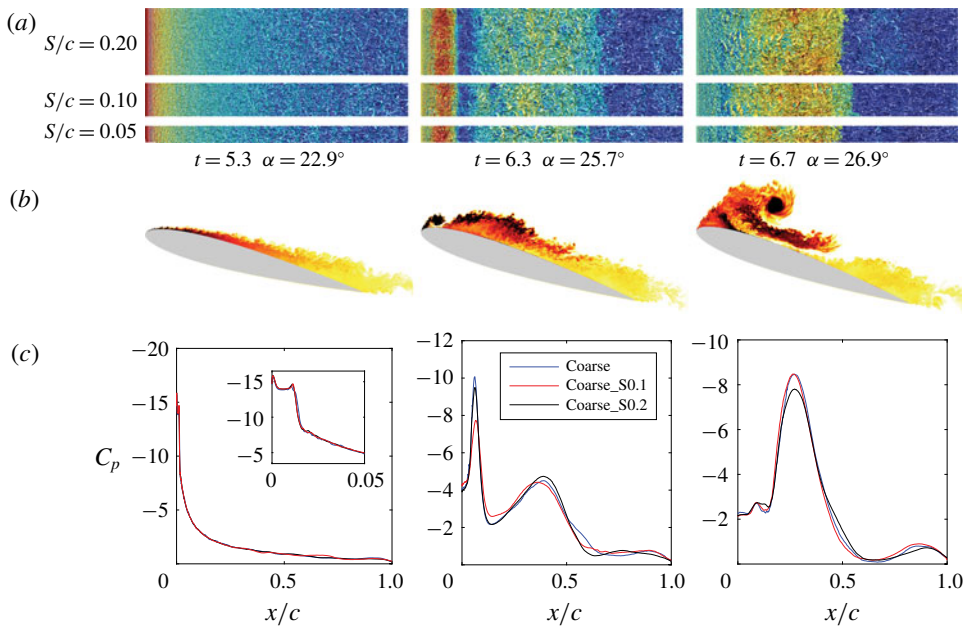 (a)
S/c = 0.20
S/c = 0.10
S/c = 0.05
t = 5.3 α = 22.9°
t = 6.3 α = 25.7°
t = 6.7 α = 26.9°
(b)
(c)
−20
−15
−10
−5
C_p
0
0.5
1.0
x/c
−15
−10
−5
0
0.05
−12
−10
−8
−6
−4
−2
0
0.5
1.0
x/c
Coarse
Coarse_S0.1
Coarse_S0.2
−10
−8
−6
−4
−2
0
0.5
1.0
x/c